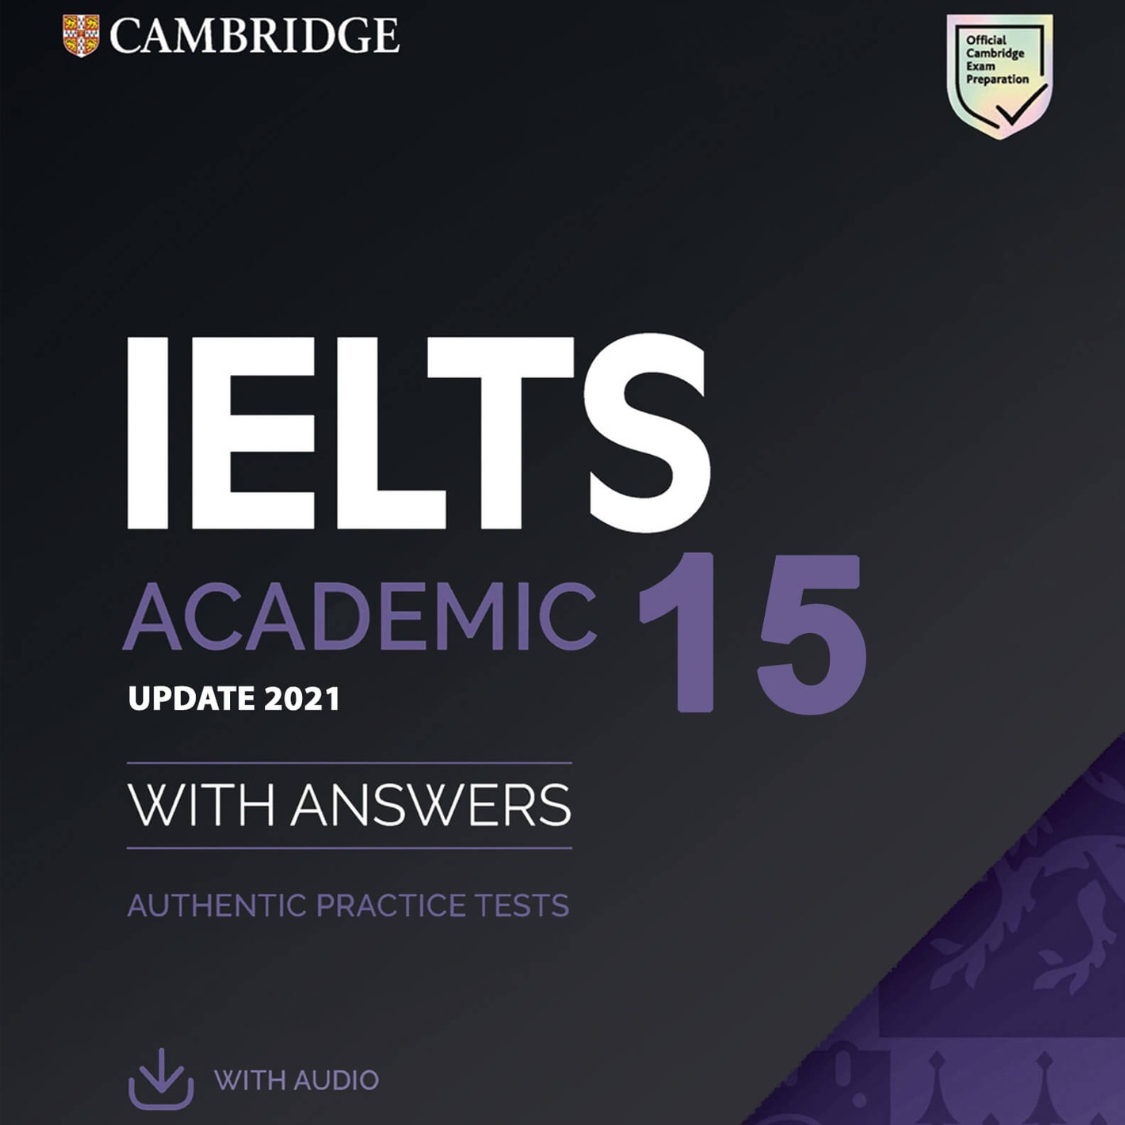 CAMBRIDGE
Official
Cambridge
Exam
Preparation
IELTS
ACADEMIC 15
UPDATE 2021
WITH ANSWERS
AUTHENTIC PRACTICE TESTS
WITH AUDIO